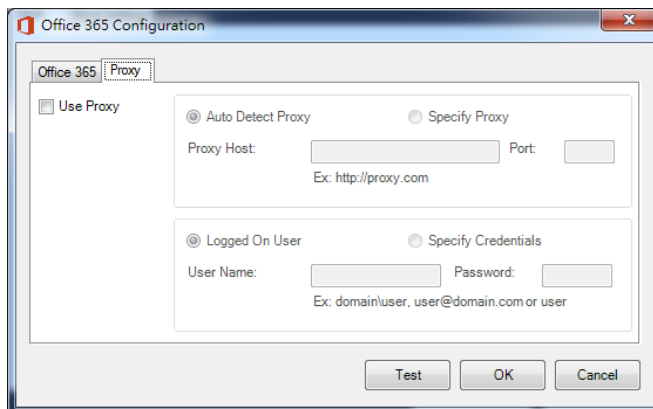 Office 365 Configuration
Office 365 Proxy
Use Proxy
Auto Detect Proxy Specify Proxy
Proxy Host: Port:
Ex: http://proxy.com
Logged On User Specify Credentials
User Name: Password:
Ex: domain\user, user@domain.com or user
Test OK Cancel